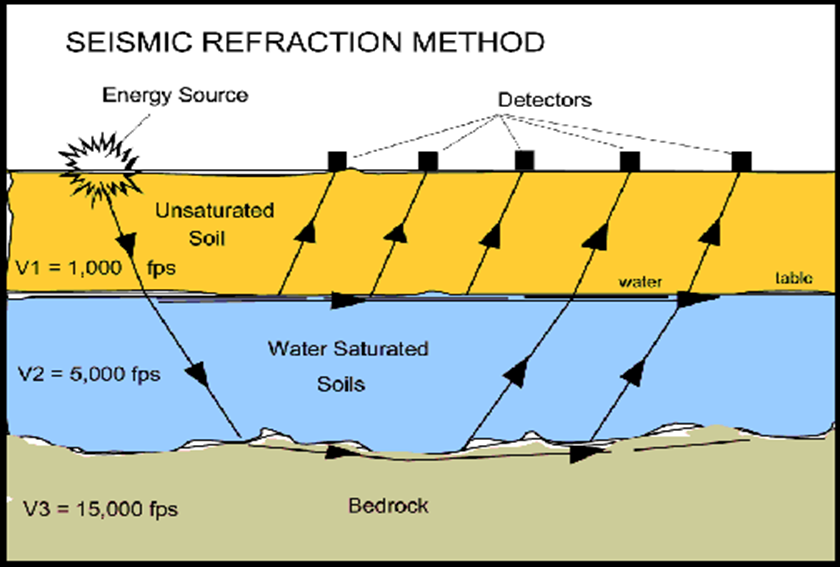 SEISMIC REFRACTION METHOD
Energy Source
Detectors
Unsaturated
Soil
V1 = 1,000 fps
water table
Water Saturated
Soils
V2 = 5,000 fps
V3 = 15,000 fps
Bedrock